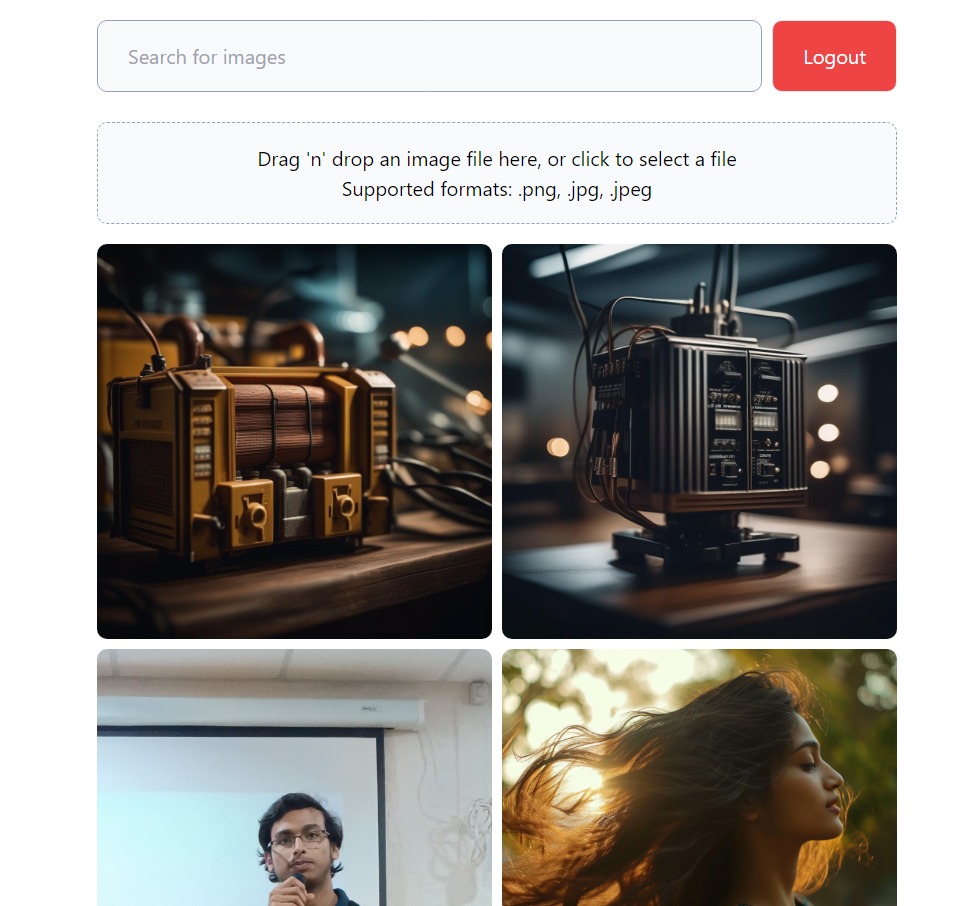 Search for images
Logout
Drag 'n' drop an image file here, or click to select a file
Supported formats: .png, .jpg, .jpeg